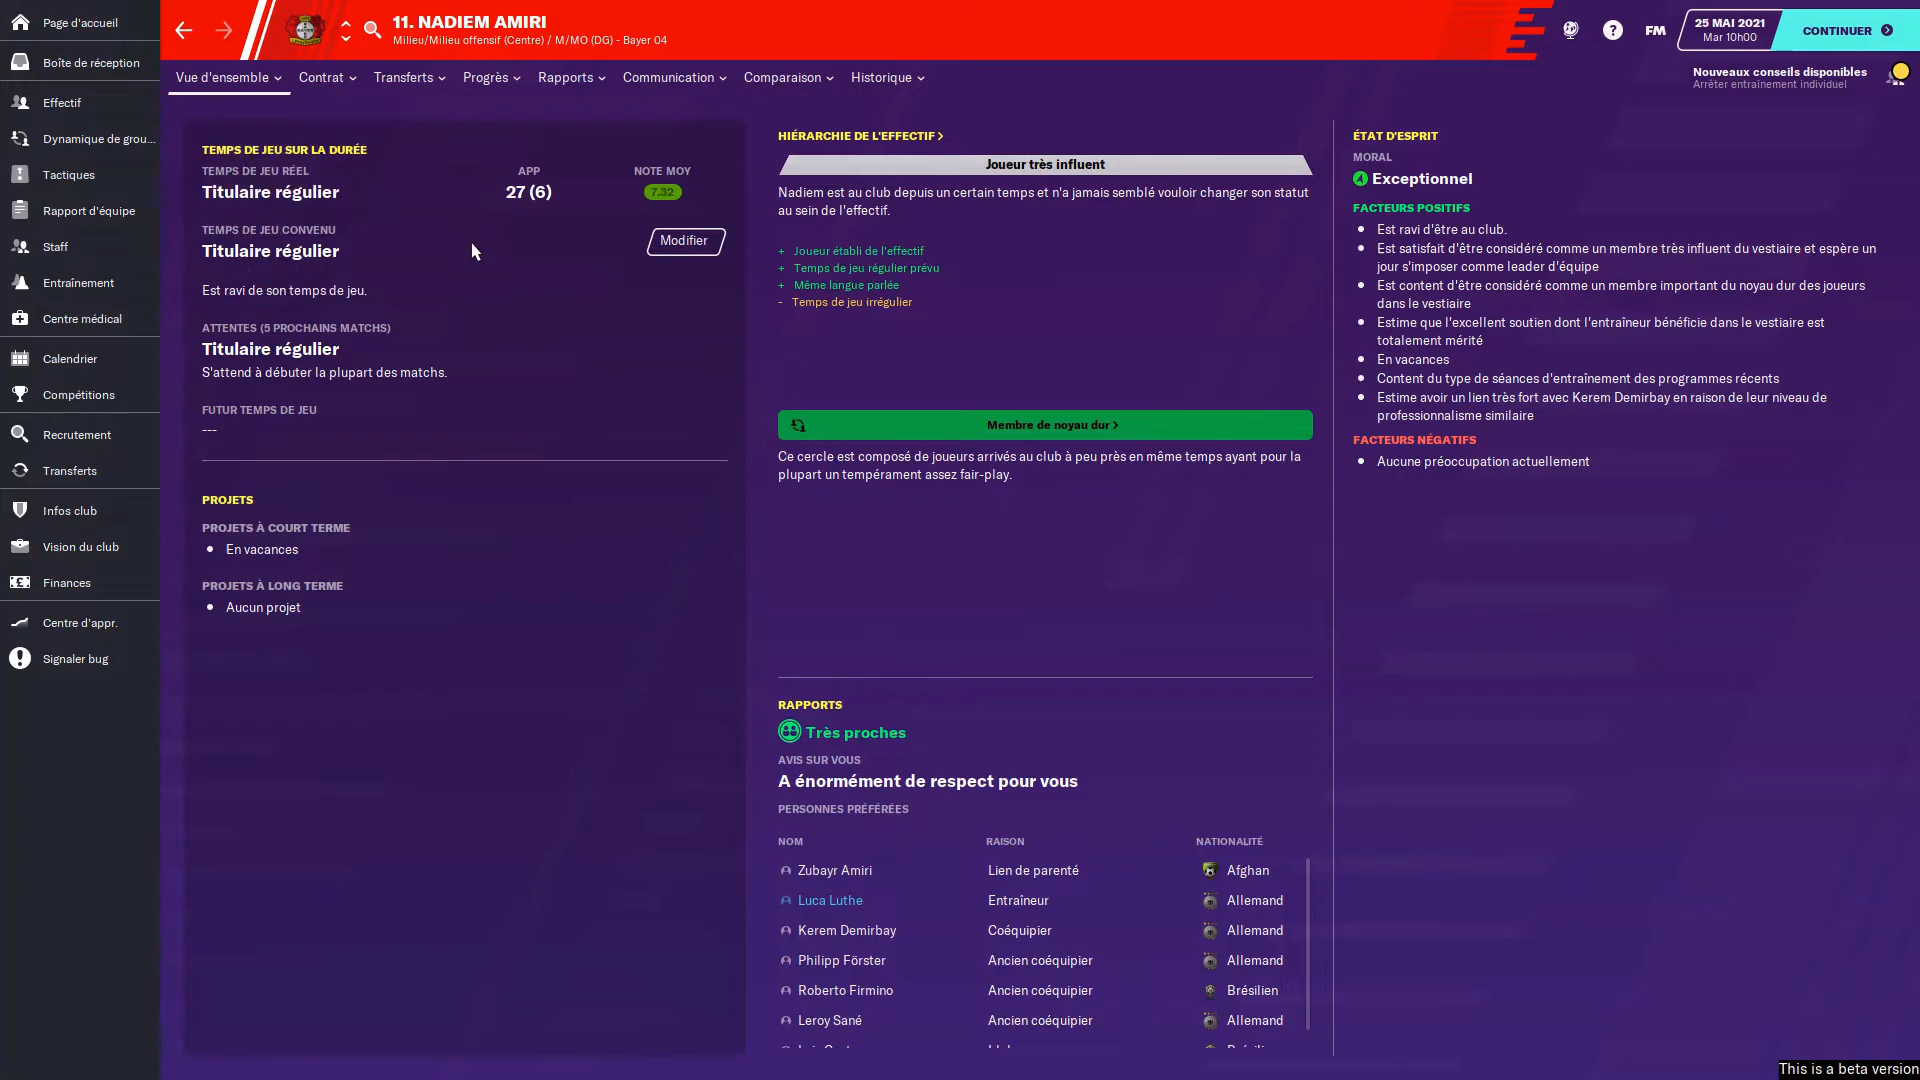 Page d'accueil
Boîte de réception
Effectif
Dynamique de grou...
Tactiques
Rapport d'équipe
Staff
Entraînement
Centre médical
Calendrier
Compétitions
Recrutement
Transferts
Infos club
Vision du club
Finances
Centre d'appr.
Signaler bug
11. NADIEM AMIRI
Milieu/Milieu offensif (Centre) / M/MO (DG) - Bayer 04
FM
25 MAI 2021
Mar 10h00
CONTINUER
Vue d'ensemble
Contrat
Transferts
Progrès
Rapports
Communication
Comparaison
Historique
Nouveaux conseils disponibles
Arrêter entraînement individuel
TEMPS DE JEU SUR LA DURÉE
TEMPS DE JEU RÉEL APP NOTE MOY
Titulaire régulier 27 (6) 7.32
TEMPS DE JEU CONVENU
Titulaire régulier
Modifier
Est ravi de son temps de jeu.
ATTENTES (5 PROCHAINS MATCHS)
Titulaire régulier
S'attend à débuter la plupart des matchs.
FUTUR TEMPS DE JEU
---
PROJETS
PROJETS À COURT TERME
En vacances
PROJETS À LONG TERME
Aucun projet
HIÉRARCHIE DE L'EFFECTIF >
Joueur très influent
Nadiem est au club depuis un certain temps et n'a jamais semblé vouloir changer son statut
au sein de l'effectif.
+ Joueur établi de l'effectif
+ Temps de jeu régulier prévu
+ Même langue parlée
- Temps de jeu irrégulier
Membre de noyau dur >
Ce cercle est composé de joueurs arrivés au club à peu près en même temps ayant pour la
plupart un tempérament assez fair-play.
RAPPORTS
Très proches
AVIS SUR VOUS
A énormément de respect pour vous
PERSONNES PRÉFÉRÉES
NOM RAISON NATIONALITÉ
Zubayr Amiri Lien de parenté Afghan
Luca Luthe Entraîneur Allemand
Kerem Demirbay Coéquipier Allemand
Philipp Förster Ancien coéquipier Allemand
Roberto Firmino Ancien coéquipier Brésilien
Leroy Sané Ancien coéquipier Allemand
ÉTAT D'ESPRIT
MORAL
Exceptionnel
FACTEURS POSITIFS
Est ravi d'être au club.
Est satisfait d'être considéré comme un membre très influent du vestiaire et espère un
jour s'imposer comme leader d'équipe
Est content d'être considéré comme un membre important du noyau dur des joueurs
dans le vestiaire
Estime que l'excellent soutien dont l'entraîneur bénéficie dans le vestiaire est
totalement mérité
En vacances
Content du type de séances d'entraînement des programmes récents
Estime avoir un lien très fort avec Kerem Demirbay en raison de leur niveau de
professionnalisme similaire
FACTEURS NÉGATIFS
Aucune préoccupation actuellement
This is a beta version